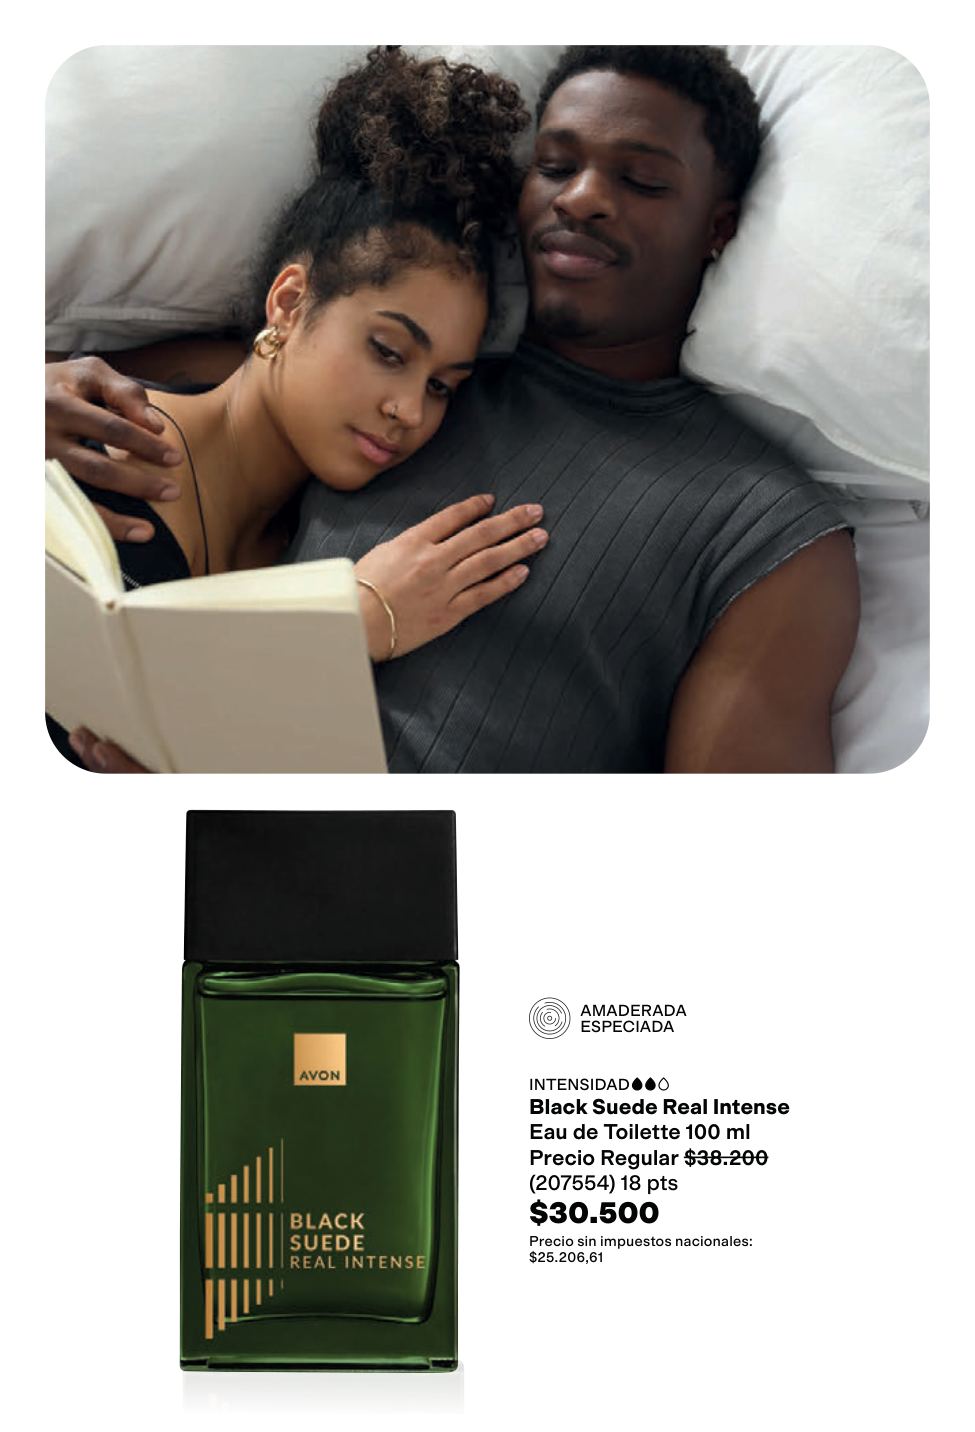 AVON
BLACK
SUEDE
REAL INTENSE
AMADERADA
ESPECIADA
INTENSIDAD
Black Suede Real Intense
Eau de Toilette 100 ml
Precio Regular $38.200
(207554) 18 pts
$30.500
Precio sin impuestos nacionales:
$25.206,61